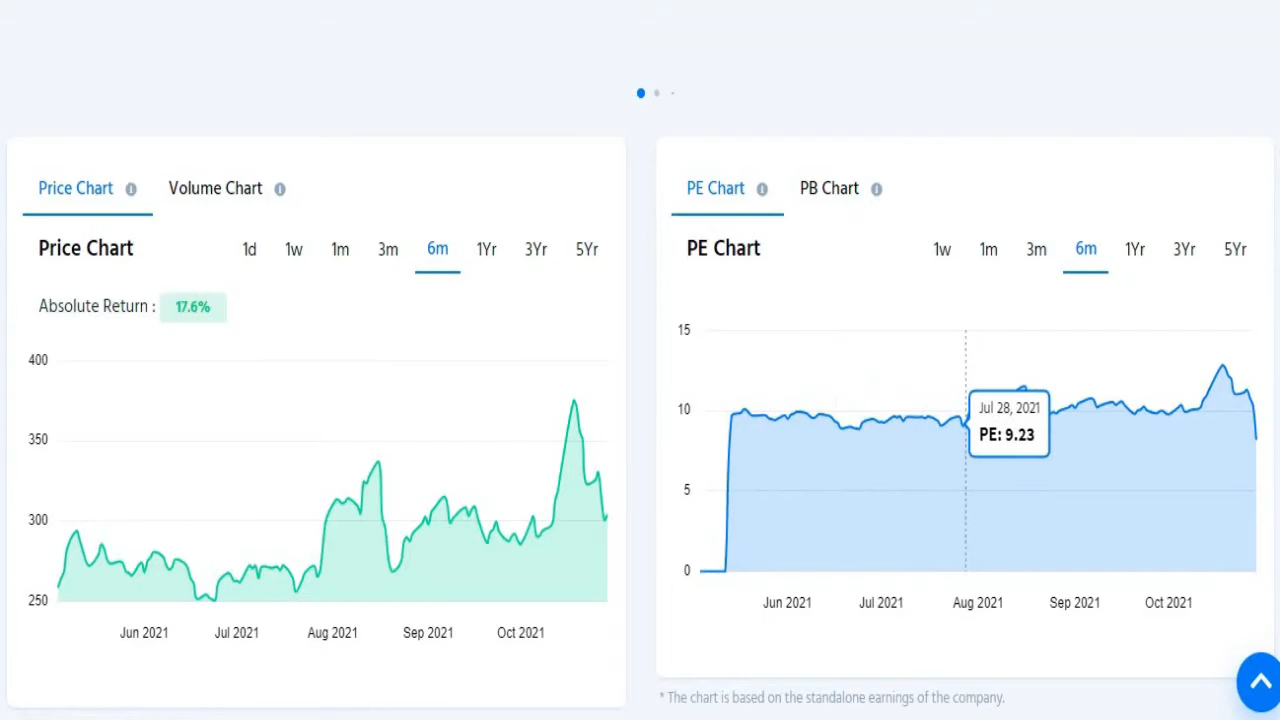 Price Chart Volume Chart
Price Chart 1d 1w 1m 3m 6m 1Yr 3Yr 5Yr
Absolute Return : 17.6%
400
350
300
250
Jun 2021 Jul 2021 Aug 2021 Sep 2021 Oct 2021
PE Chart PB Chart
PE Chart 1w 1m 3m 6m 1Yr 3Yr 5Yr
15
10
5
0
Jul 28, 2021
PE: 9.23
Jun 2021 Jul 2021 Aug 2021 Sep 2021 Oct 2021
* The chart is based on the standalone earnings of the company.